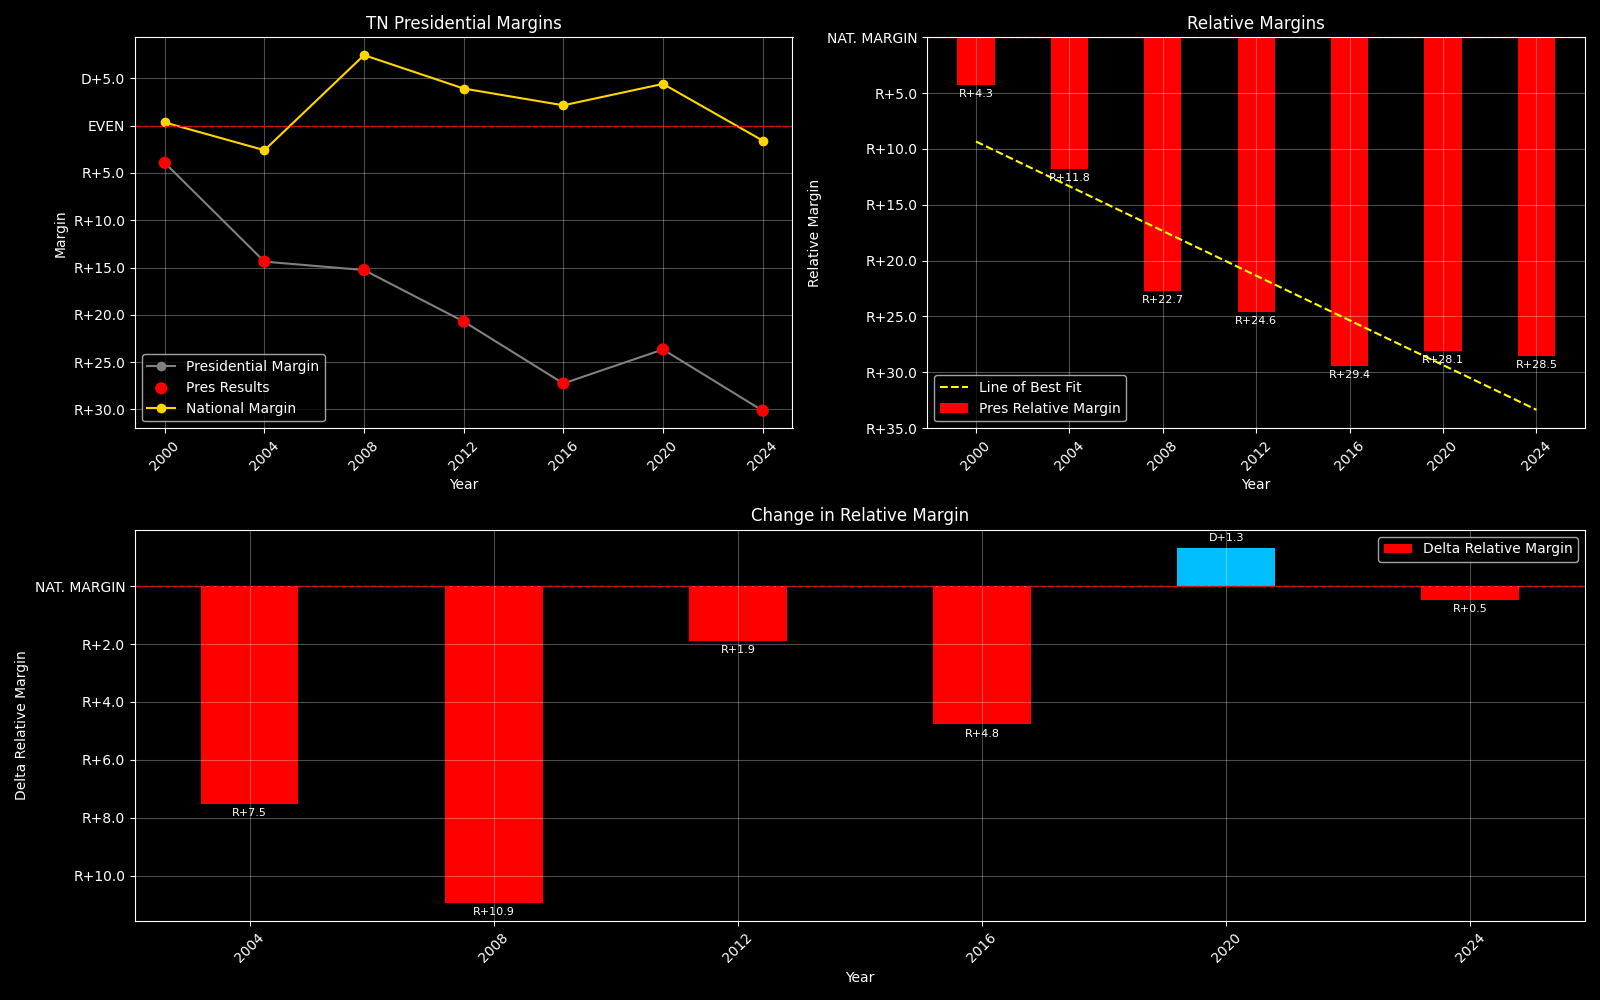 TN Presidential Margins
D+5.0
EVEN
R+5.0
R+10.0
R+15.0
R+20.0
R+25.0
R+30.0
Margin
Presidential Margin
Pres Results
National Margin
2000
2004
2008
2012
2016
2020
2024
Year
Relative Margins
NAT. MARGIN
R+5.0
R+10.0
R+15.0
R+20.0
R+25.0
R+30.0
R+35.0
Relative Margin
R+4.3
R+11.8
R+22.7
R+24.6
R+29.4
R+28.1
R+28.5
Line of Best Fit
Pres Relative Margin
2000
2004
2008
2012
2016
2020
2024
Year
Change in Relative Margin
NAT. MARGIN
R+2.0
R+4.0
R+6.0
R+8.0
R+10.0
Delta Relative Margin
Delta Relative Margin
R+7.5
R+10.9
R+1.9
R+4.8
D+1.3
R+0.5
2004
2008
2012
2016
2020
2024
Year